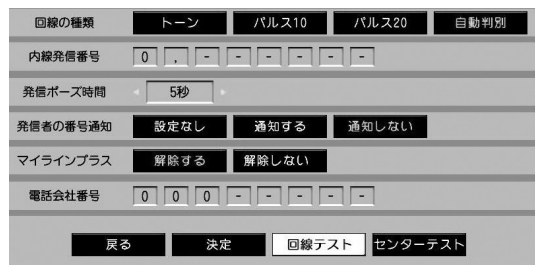 回線の種類 トーン パルス10 パルス20 自動判別
内線発信番号 0 , - - - - - -
発信ポーズ時間 5秒
発信者の番号通知 設定なし 通知する 通知しない
マイラインプラス 解除する 解除しない
電話会社番号 0 0 0 - - - - -
戻る 決定 回線テスト センターテスト